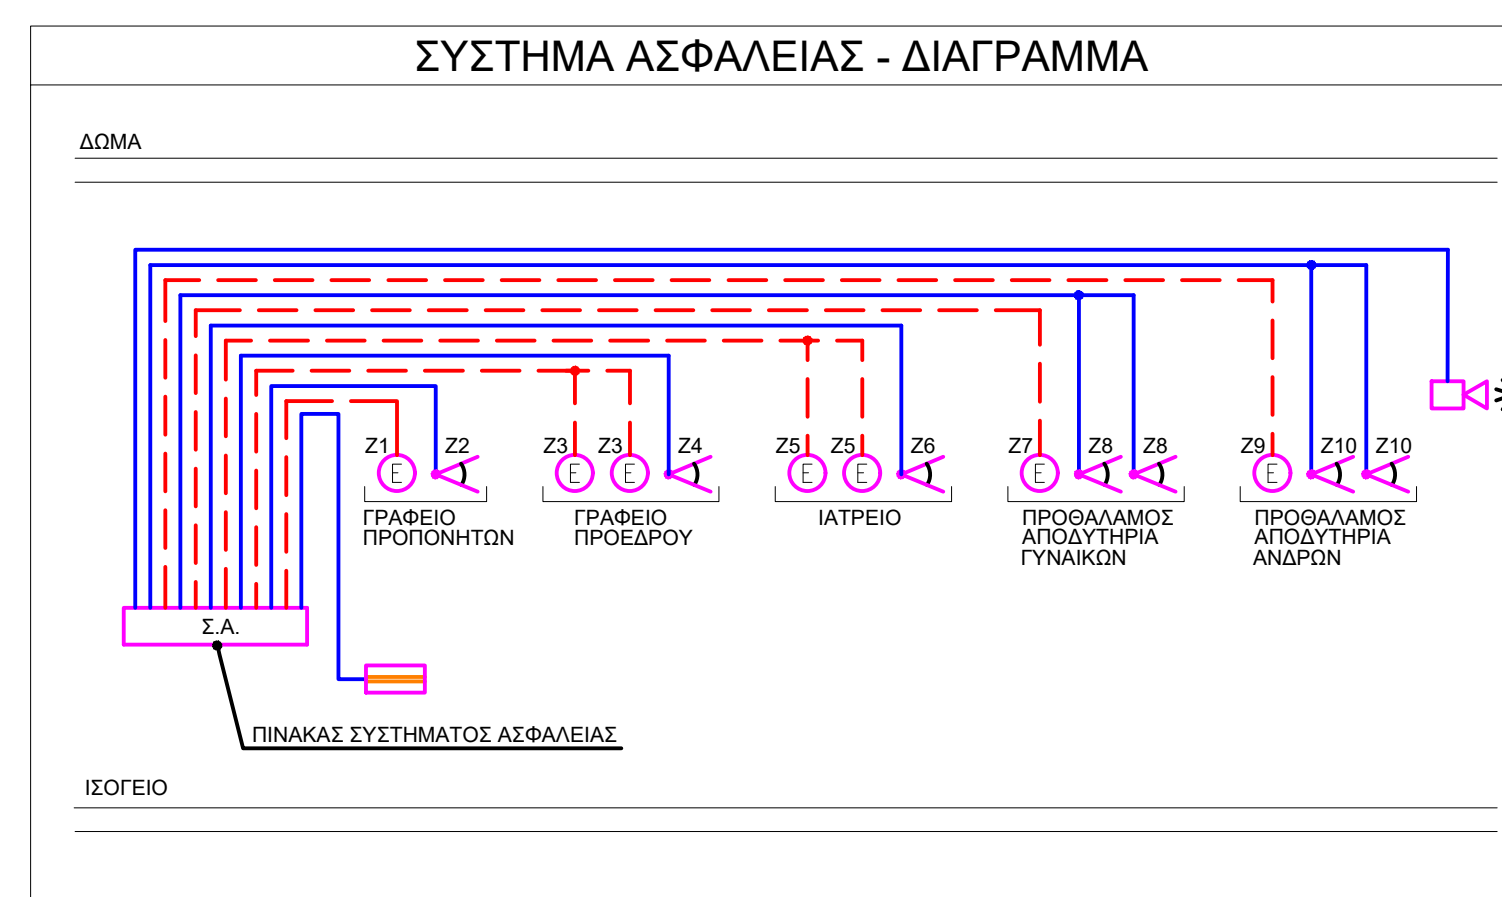 ΣΥΣΤΗΜΑ ΑΣΦΑΛΕΙΑΣ - ΔΙΑΓΡΑΜΜΑ
ΔΩΜΑ
Z1 Z2 Z3 Z3 Z4 Z5 Z5 Z6 Z7 Z8 Z8 Z9 Z10 Z10
E E E E E E E
ΓΡΑΦΕΙΟ
ΠΡΟΠΟΝΗΤΩΝ
ΓΡΑΦΕΙΟ
ΠΡΟΕΔΡΟΥ
ΙΑΤΡΕΙΟ
ΠΡΟΘΑΛΑΜΟΣ
ΑΠΟΔΥΤΗΡΙΑ
ΓΥΝΑΙΚΩΝ
ΠΡΟΘΑΛΑΜΟΣ
ΑΠΟΔΥΤΗΡΙΑ
ΑΝΔΡΩΝ
Σ.Α.
ΠΙΝΑΚΑΣ ΣΥΣΤΗΜΑΤΟΣ ΑΣΦΑΛΕΙΑΣ
ΙΣΟΓΕΙΟ